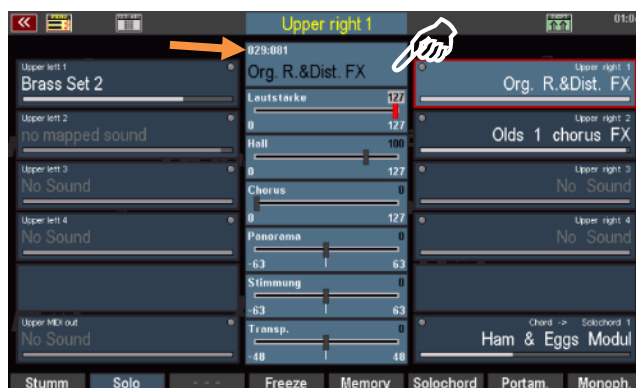 Upper right 1
01:0
Upper left 1
Brass Set 2
Upper left 2
no mapped sound
Upper left 3
No Sound
Upper left 4
No Sound
Upper MIDI out
No Sound
029:081
Org. R.&Dist. FX
Lautstärke 127
0 127
Hall 100
0 127
Chorus 0
0 127
Panorama 0
-63 63
Stimmung 0
-63 63
Transp. 0
-48 48
Upper right 1
Org. R.&Dist. FX
Upper right 2
Olds 1 chorus FX
Upper right 3
No Sound
Upper right 4
No Sound
Chord -> Solochord 1
Ham & Eggs Modul
Stumm Solo - - - Freeze Memory Solochord Portam. Monoph.